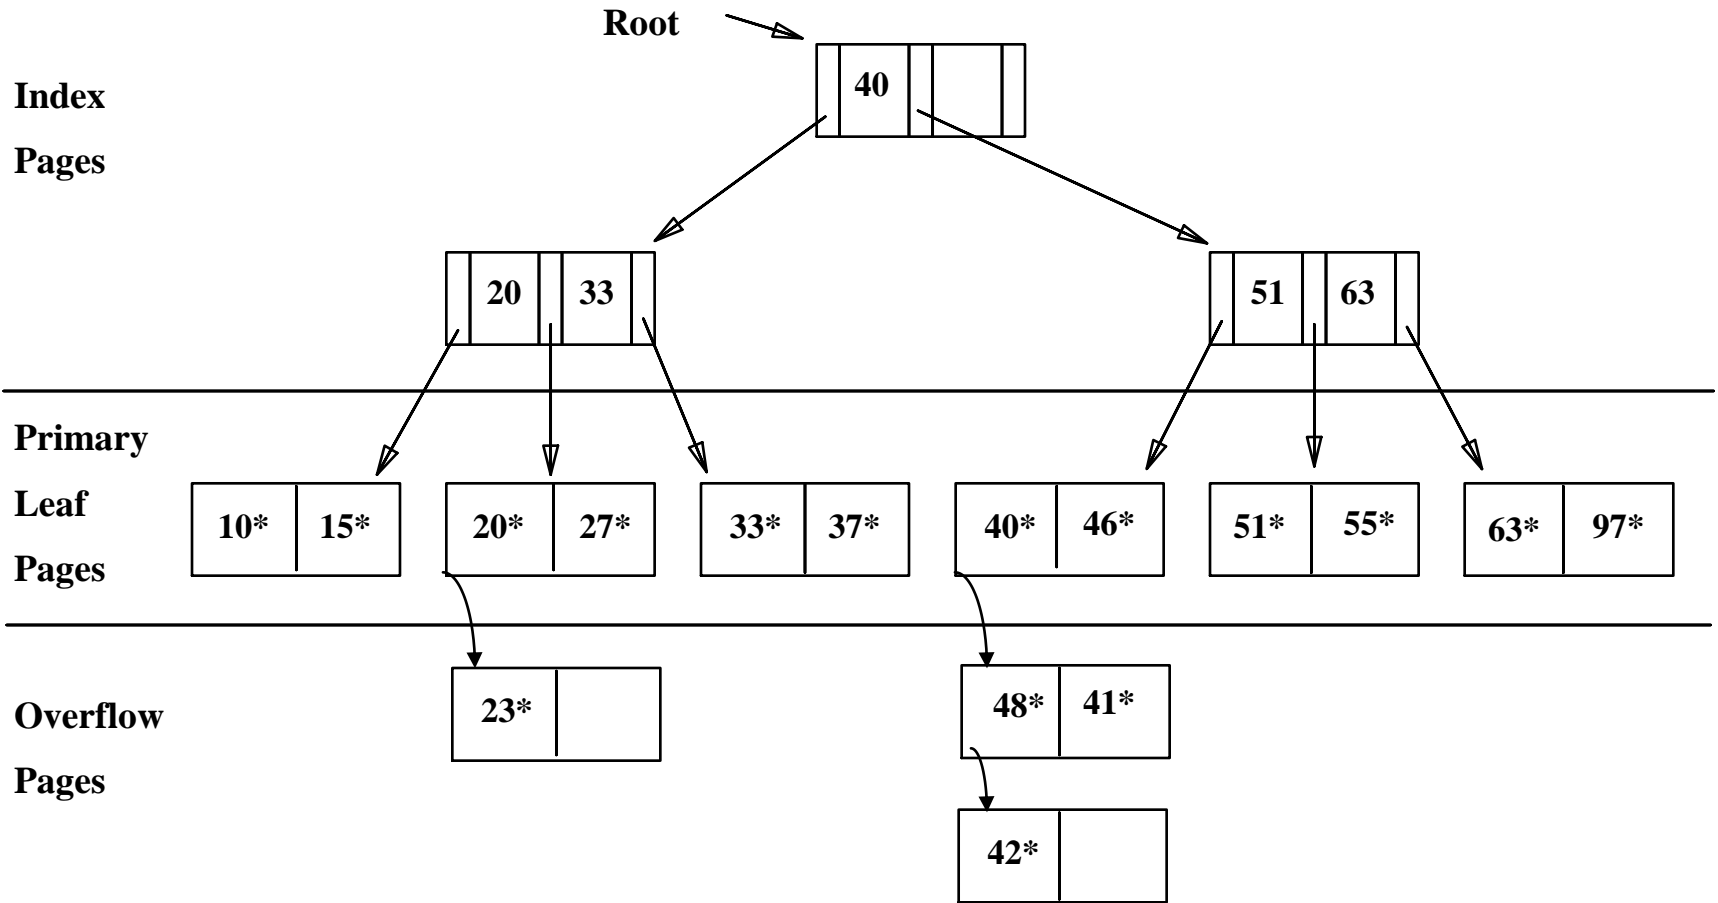 Root
Index
Pages
40
20 33
51 63
Primary
Leaf
Pages
10* 15*
20* 27*
33* 37*
40* 46*
51* 55*
63* 97*
Overflow
Pages
23*
48* 41*
42*